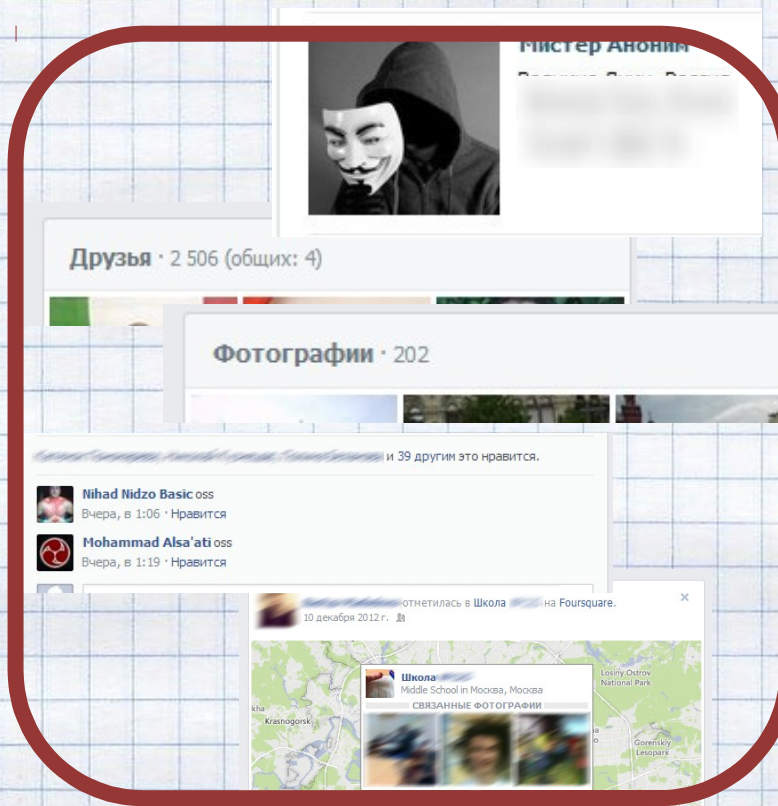 Мистер Аноним
Друзья · 2 506 (общих: 4)
Фотографии · 202
и 39 другим это нравится.
Nihad Nidzo Basic oss
Вчера, в 1:06 · Нравится
Mohammad Alsa'ati oss
Вчера, в 1:19 · Нравится
отметилась в Школа на Foursquare.
10 декабря 2012 г.
Школа
Middle School in Москва, Москва
СВЯЗАННЫЕ ФОТОГРАФИИ
Losiny Ostrov
National Park
kha
Krasnogorsk
Gorenskiy
Lesopark